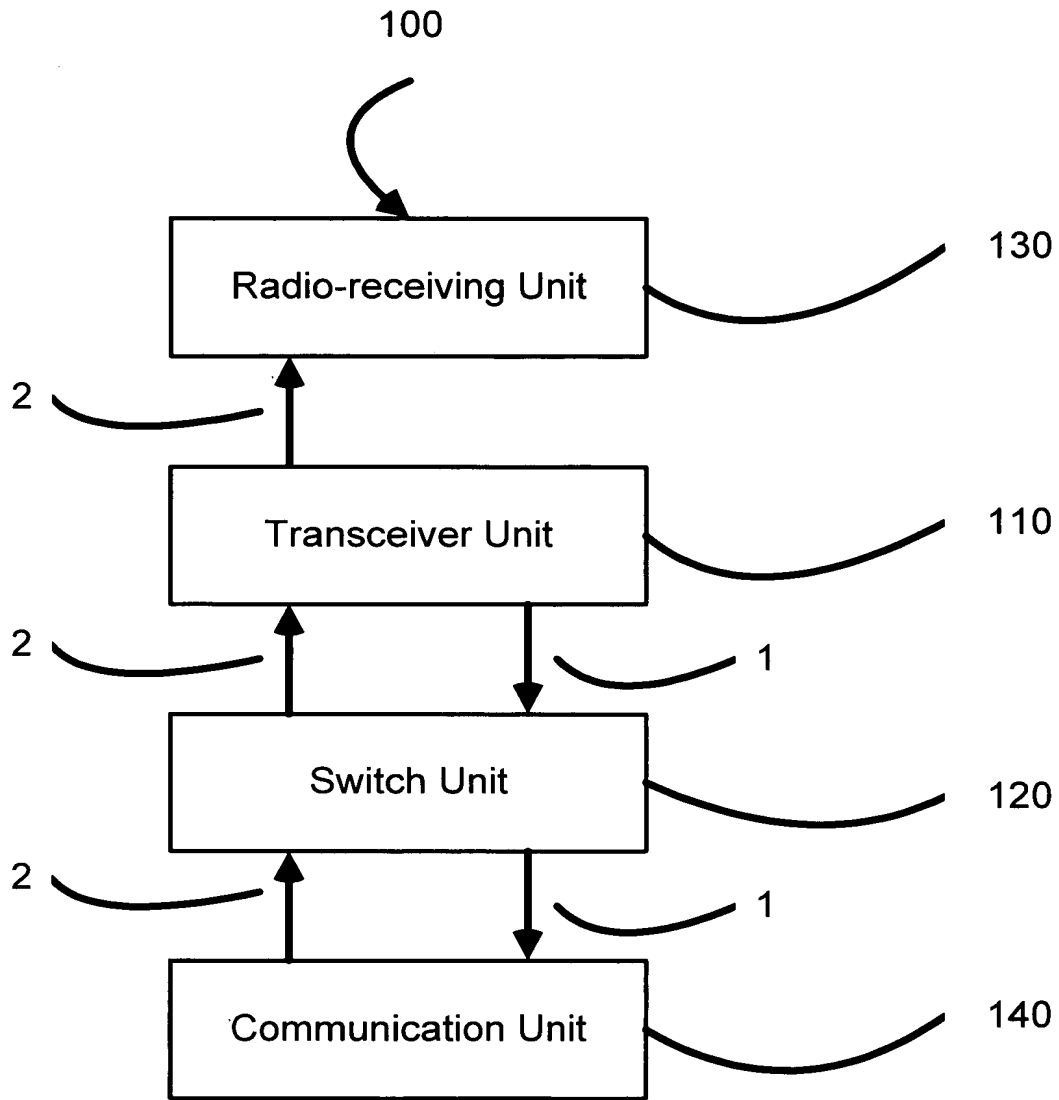 100
Radio-receiving Unit
130
2
Transceiver Unit
110
2
1
Switch Unit
120
2
1
Communication Unit
140